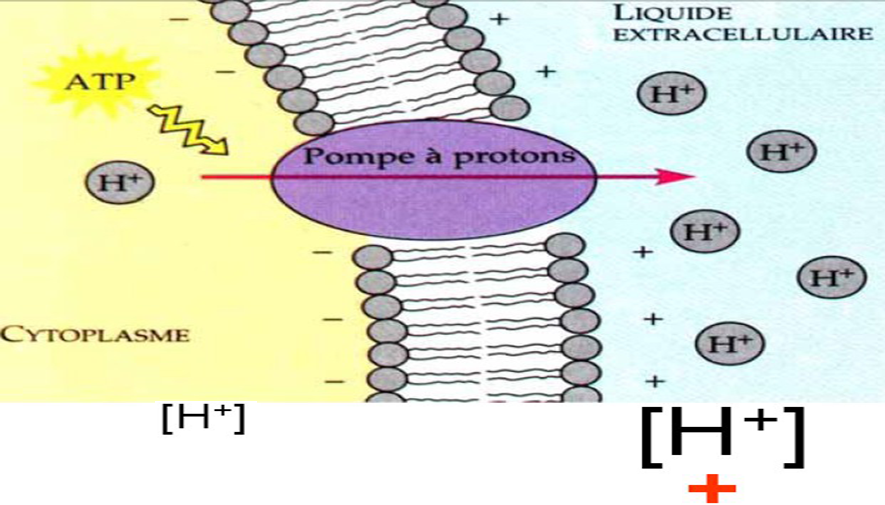 LIQUIDE
EXTRACELLULAIRE
ATP
H⁺
H⁺
Pompe à protons
H⁺
H⁺
H⁺
H⁺
CYTOPLASME
[H⁺]
[H⁺]
+
− + − + − + − + − +